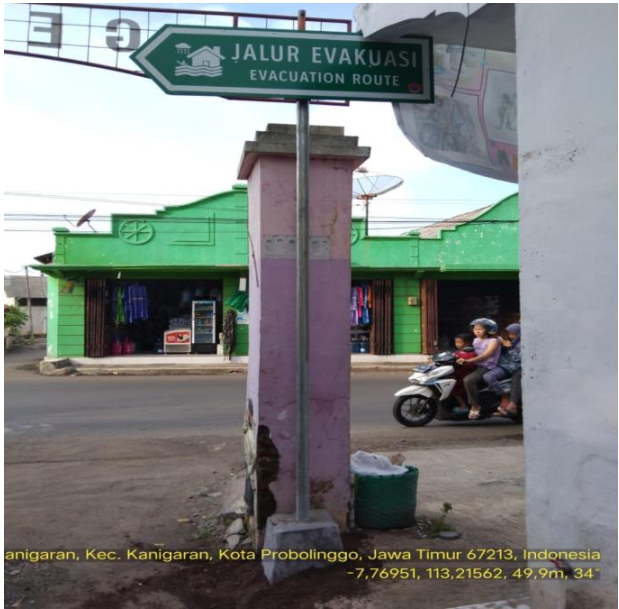 JALUR EVAKUASI
EVACUATION ROUTE
anigaran, Kec. Kanigaran, Kota Probolinggo, Jawa Timur 67213, Indonesia
-7,76951, 113,21562, 49,9m, 34°